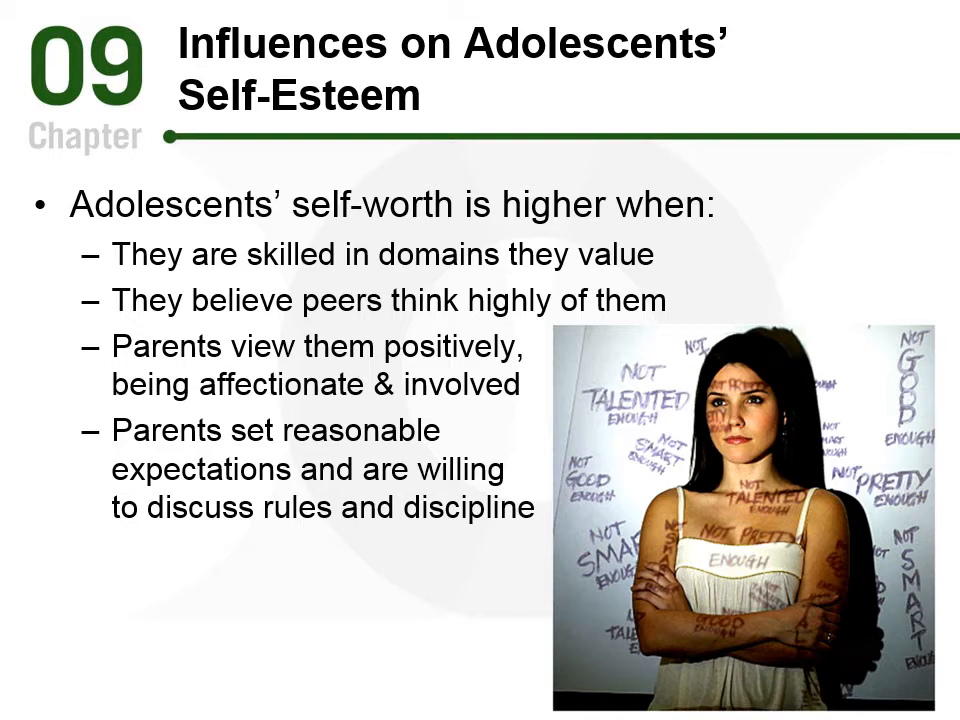 09
Chapter
Influences on Adolescents’
Self-Esteem
• Adolescents’ self-worth is higher when:
– They are skilled in domains they value
– They believe peers think highly of them
– Parents view them positively,
being affectionate & involved
– Parents set reasonable
expectations and are willing
to discuss rules and discipline
NOT
TALENTED
ENOUGH
NOT
SMART
ENOUGH
NOT
GOOD
ENOUGH
NOT
GOOD
ENOUGH
NOT
SMART
ENOUGH
NOT
PRETTY
ENOUGH
NOT
TALENTED
ENOUGH
NOT PRETTY
ENOUGH
NOT
SMART
ENOUGH
GOOD
ENOUGH